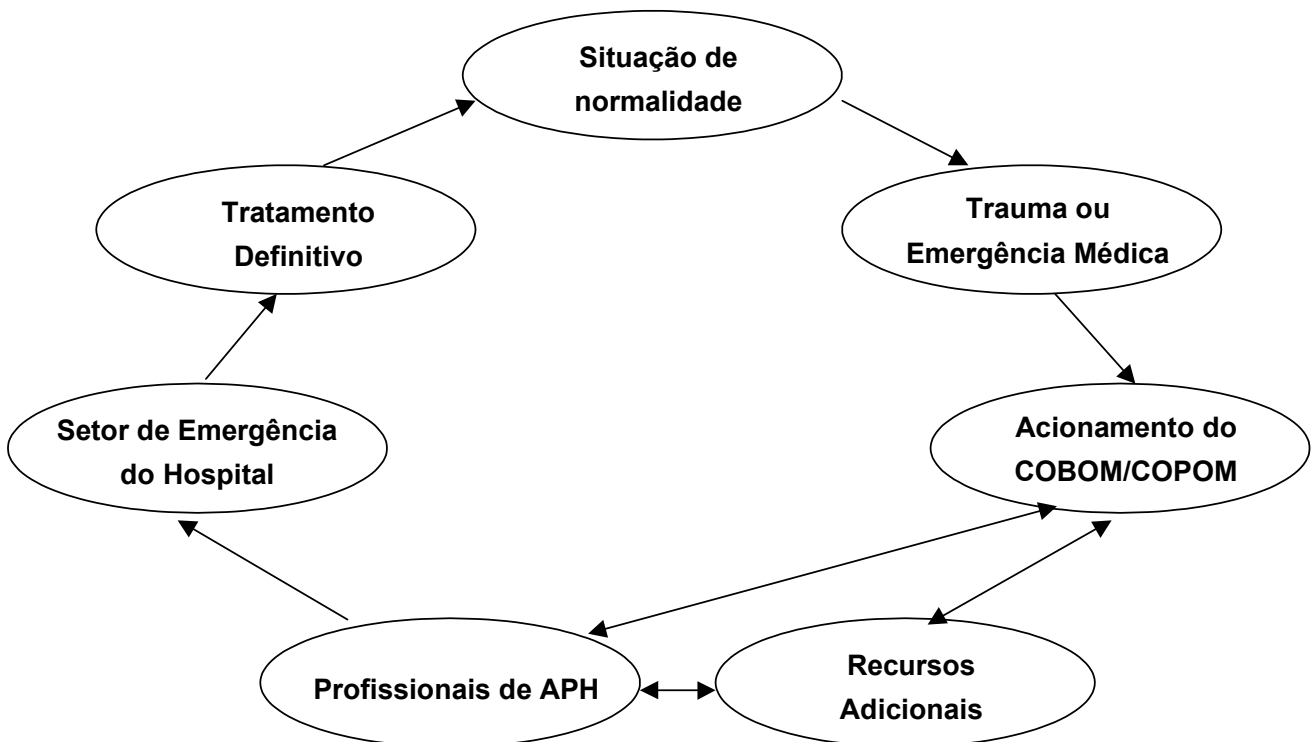 Situação de
normalidade
Trauma ou
Emergência Médica
Acionamento do
COBOM/COPOM
Recursos
Adicionais
Profissionais de APH
Setor de Emergência
do Hospital
Tratamento
Definitivo